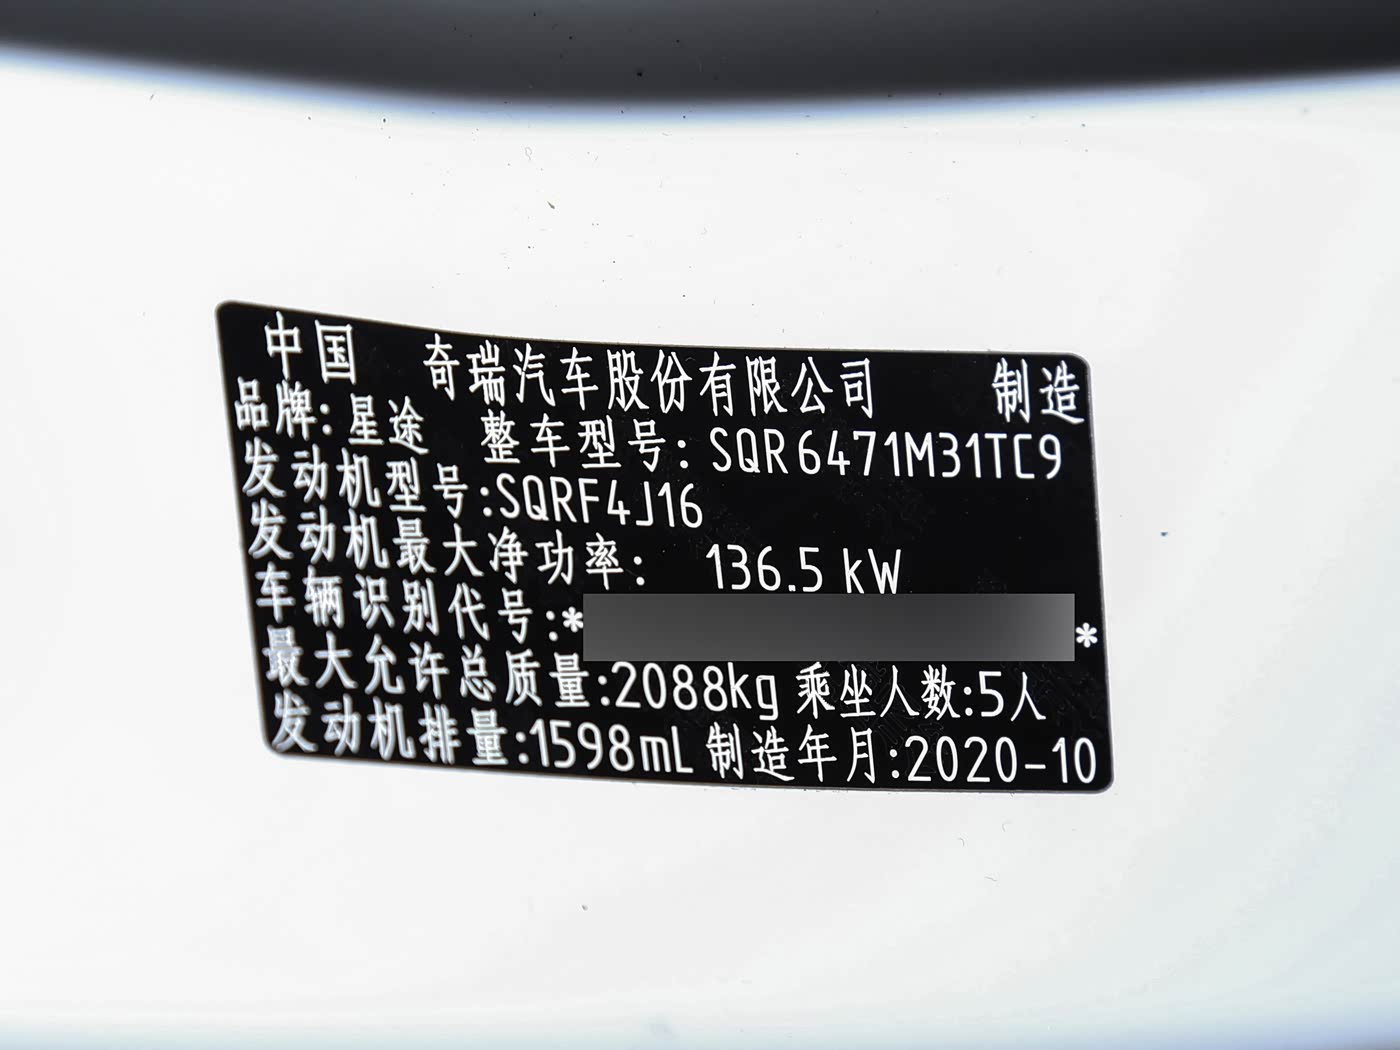 中国 奇瑞汽车股份有限公司 制造
品牌:星途 整车型号:SQR6471M31TC9
发动机型号:SQRF4J16
发动机最大净功率: 136.5 kW
车辆识别代号:* *
最大允许总质量:2088kg 乘坐人数:5人
发动机排量:1598mL 制造年月:2020-10